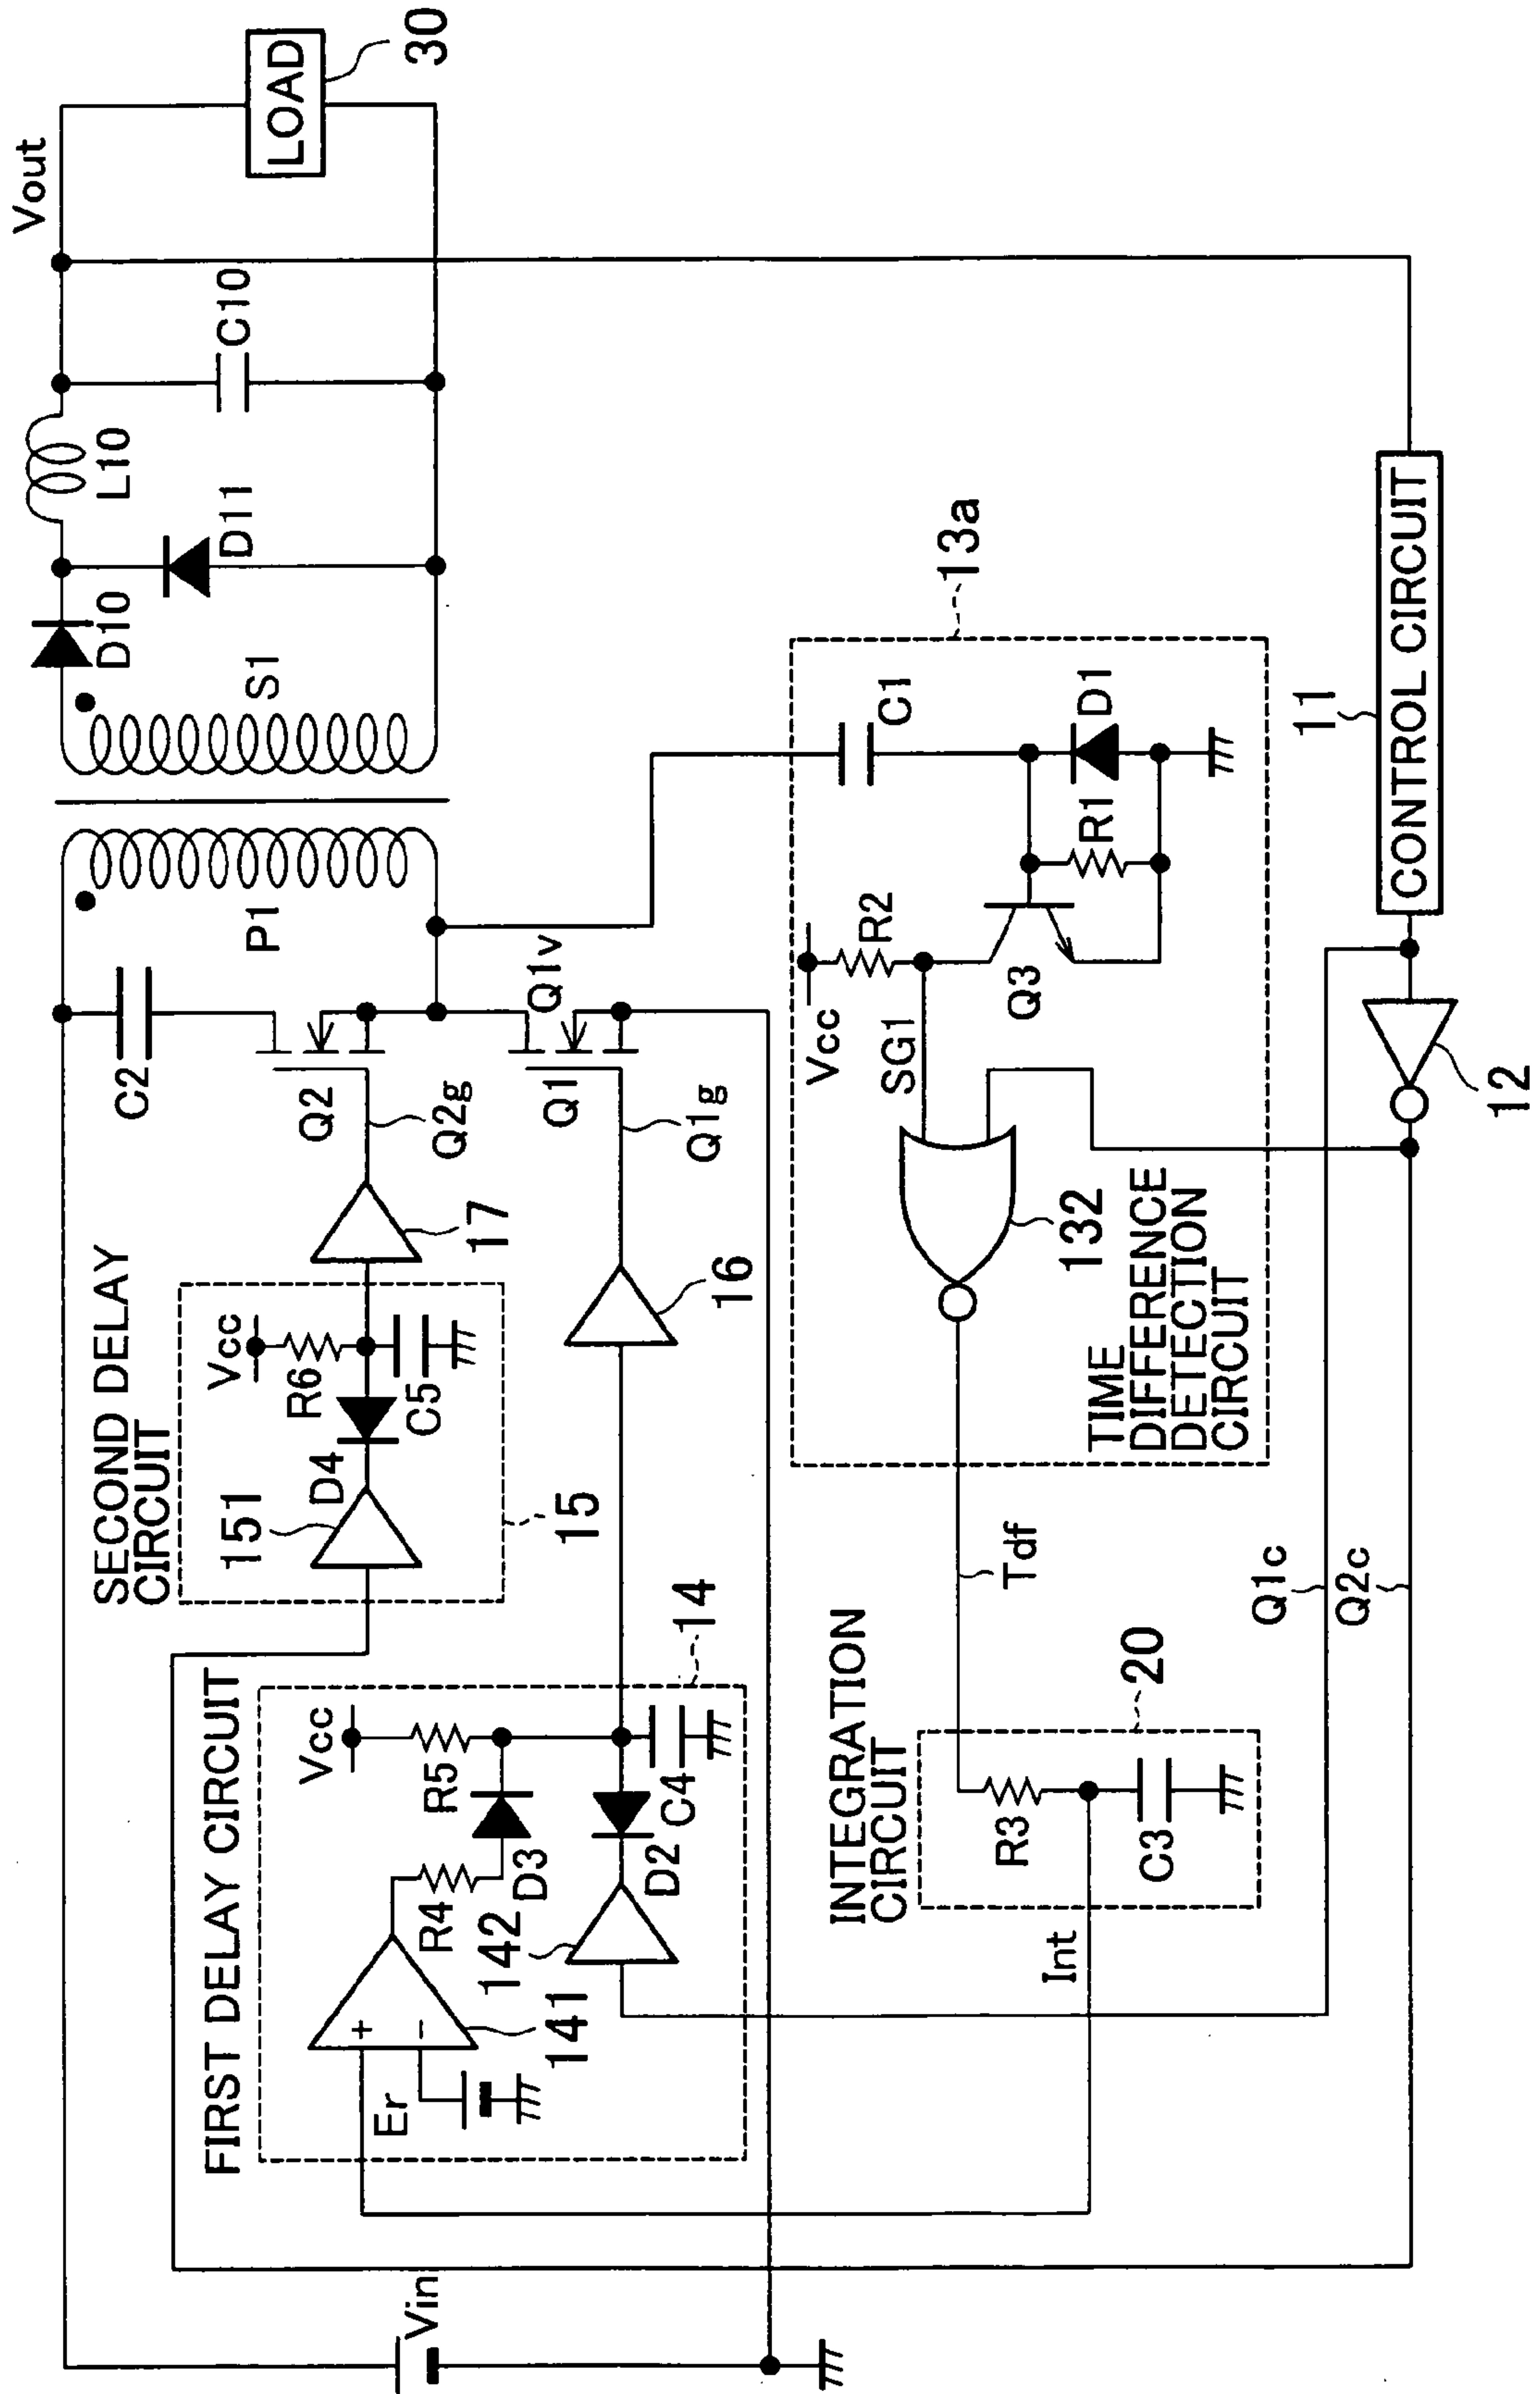 Vin
FIRST DELAY CIRCUIT
Er
+
-
141
142
R4
R5
D3
D2
C4
Vcc
14
SECOND DELAY
CIRCUIT
151
D4
R6
C5
Vcc
15
17
16
C2
Q2
Q2g
Q1
Q1g
Q1v
P1
S1
D10
D11
L10
C10
Vout
LOAD
30
INTEGRATION
CIRCUIT
20
R3
C3
Int
Tdf
TIME
DIFFERENCE
DETECTION
CIRCUIT
132
SG1
Vcc
R2
Q3
R1
C1
D1
13a
Q1c
Q2c
12
11
CONTROL CIRCUIT